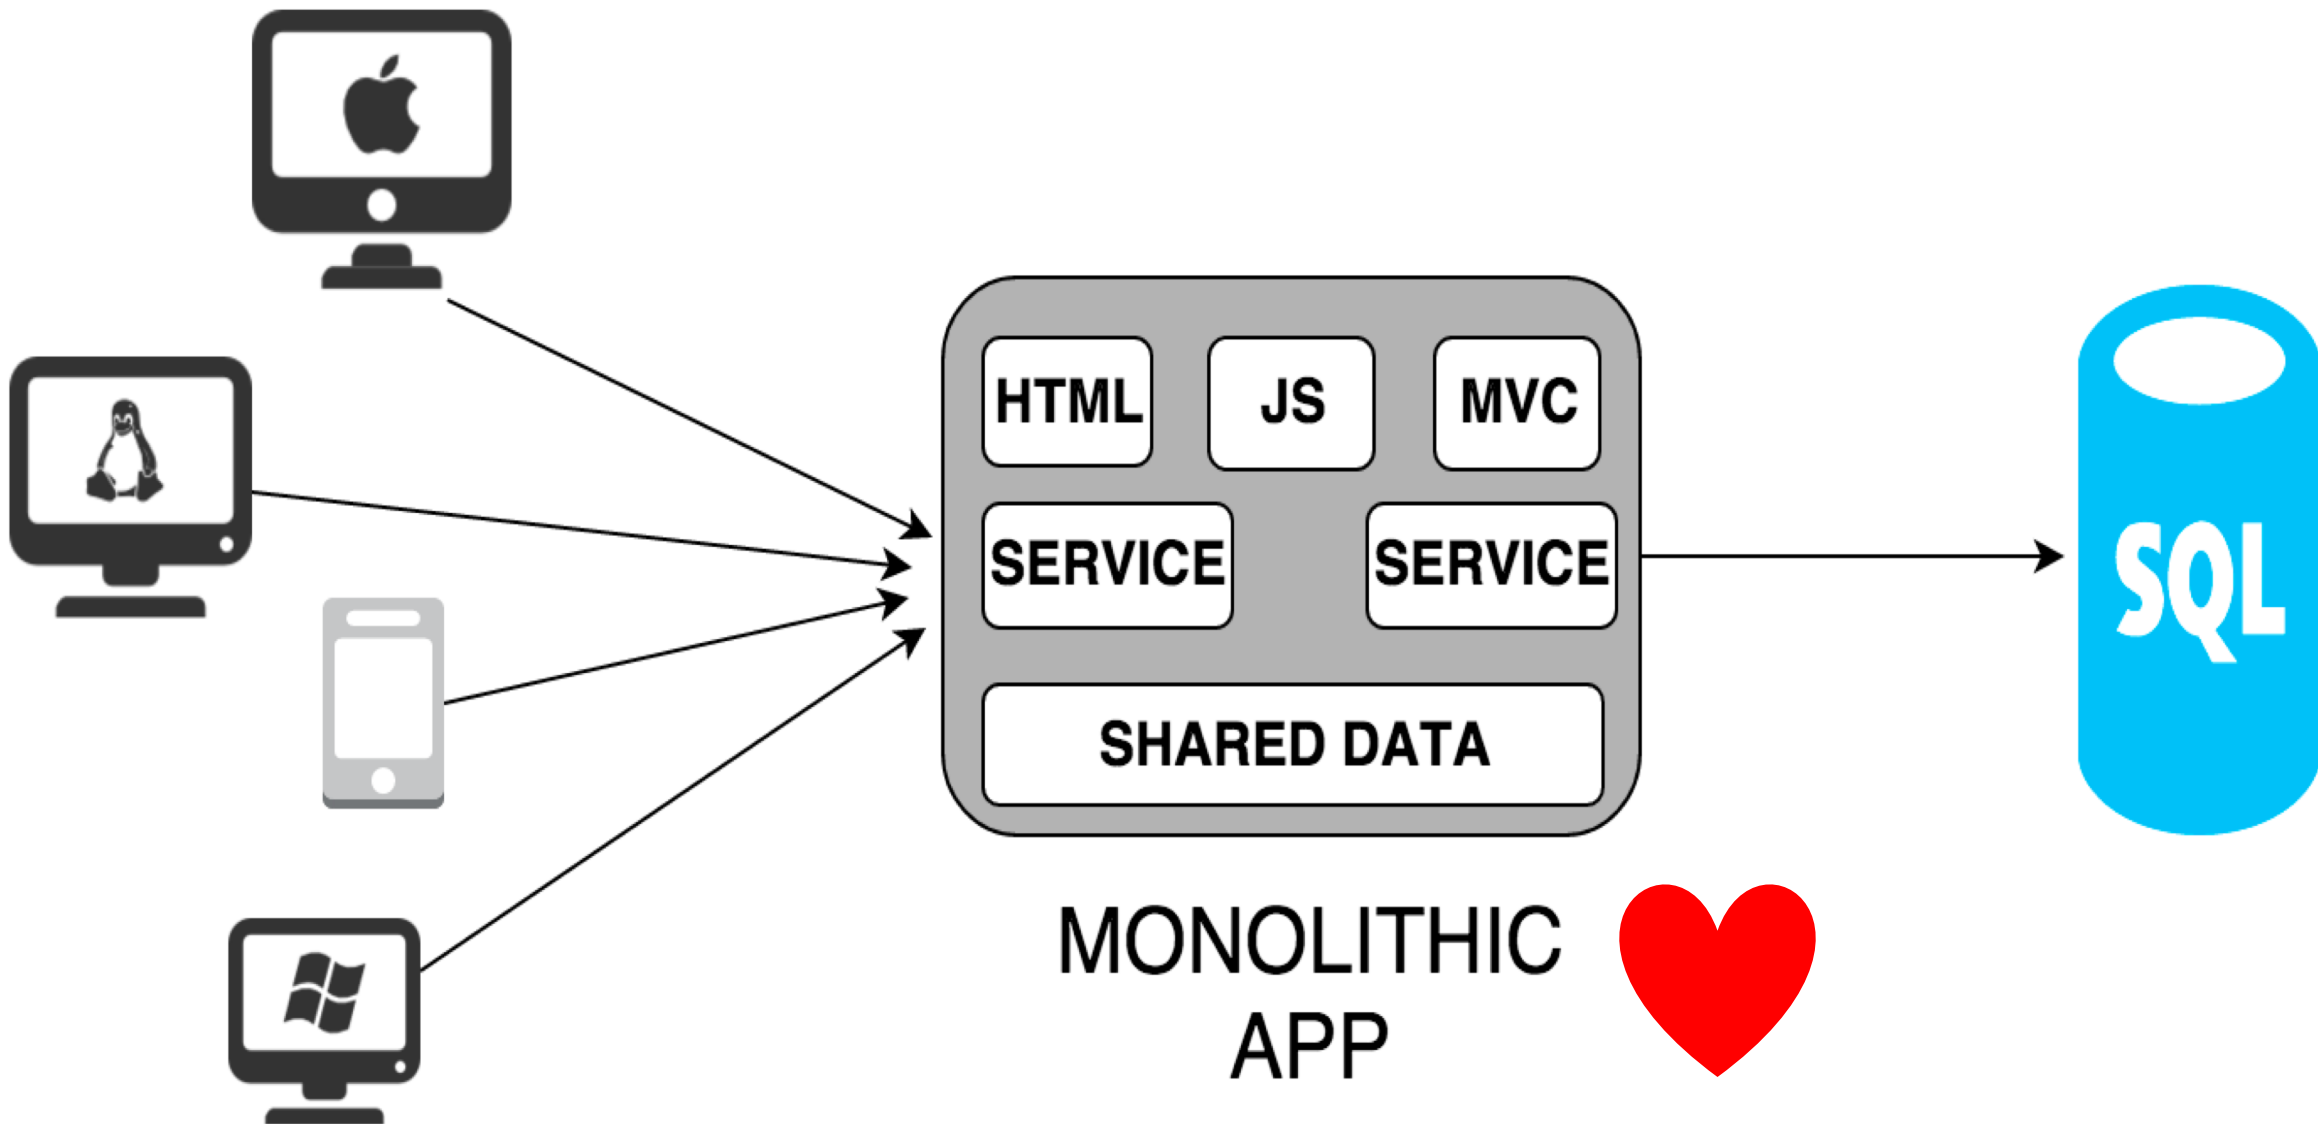 HTML
JS
MVC
SERVICE
SERVICE
SHARED DATA
MONOLITHIC
APP
SQL